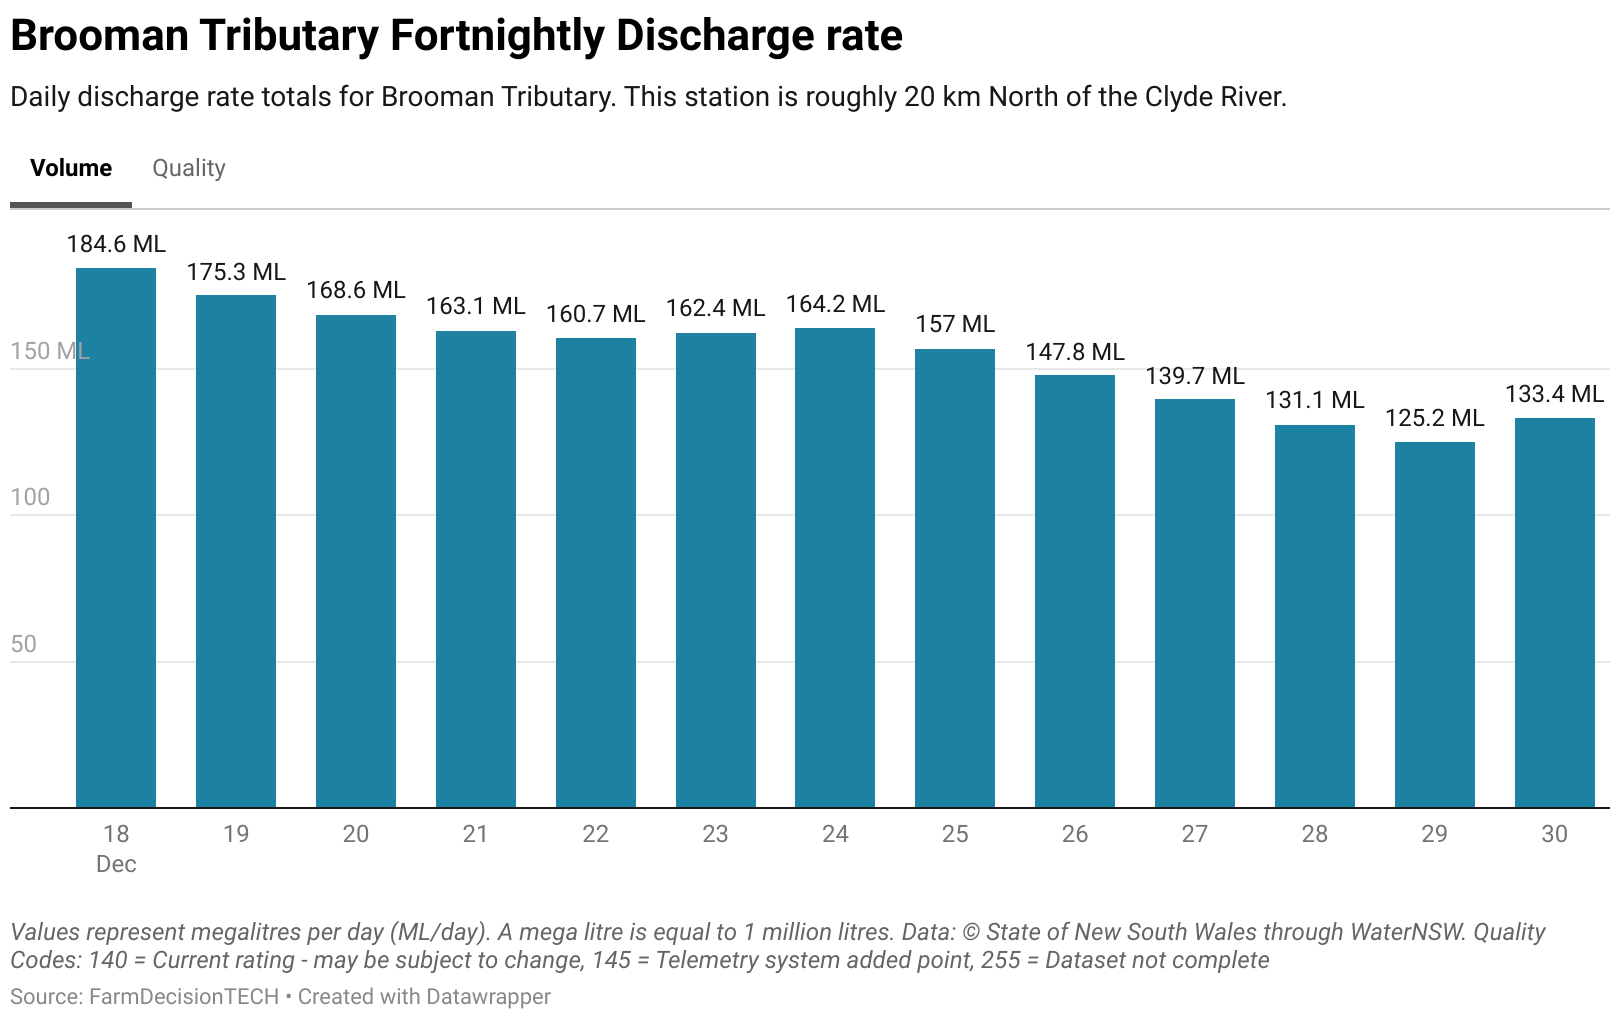 Brooman Tributary Fortnightly Discharge rate
Daily discharge rate totals for Brooman Tributary. This station is roughly 20 km North of the Clyde River.
Volume Quality
184.6 ML
175.3 ML
168.6 ML
163.1 ML
160.7 ML
162.4 ML
164.2 ML
157 ML
147.8 ML
139.7 ML
131.1 ML
125.2 ML
133.4 ML
150 ML
100
50
18 19 20 21 22 23 24 25 26 27 28 29 30
Dec
Values represent megalitres per day (ML/day). A mega litre is equal to 1 million litres. Data: © State of New South Wales through WaterNSW. Quality
Codes: 140 = Current rating - may be subject to change, 145 = Telemetry system added point, 255 = Dataset not complete
Source: FarmDecisionTECH • Created with Datawrapper